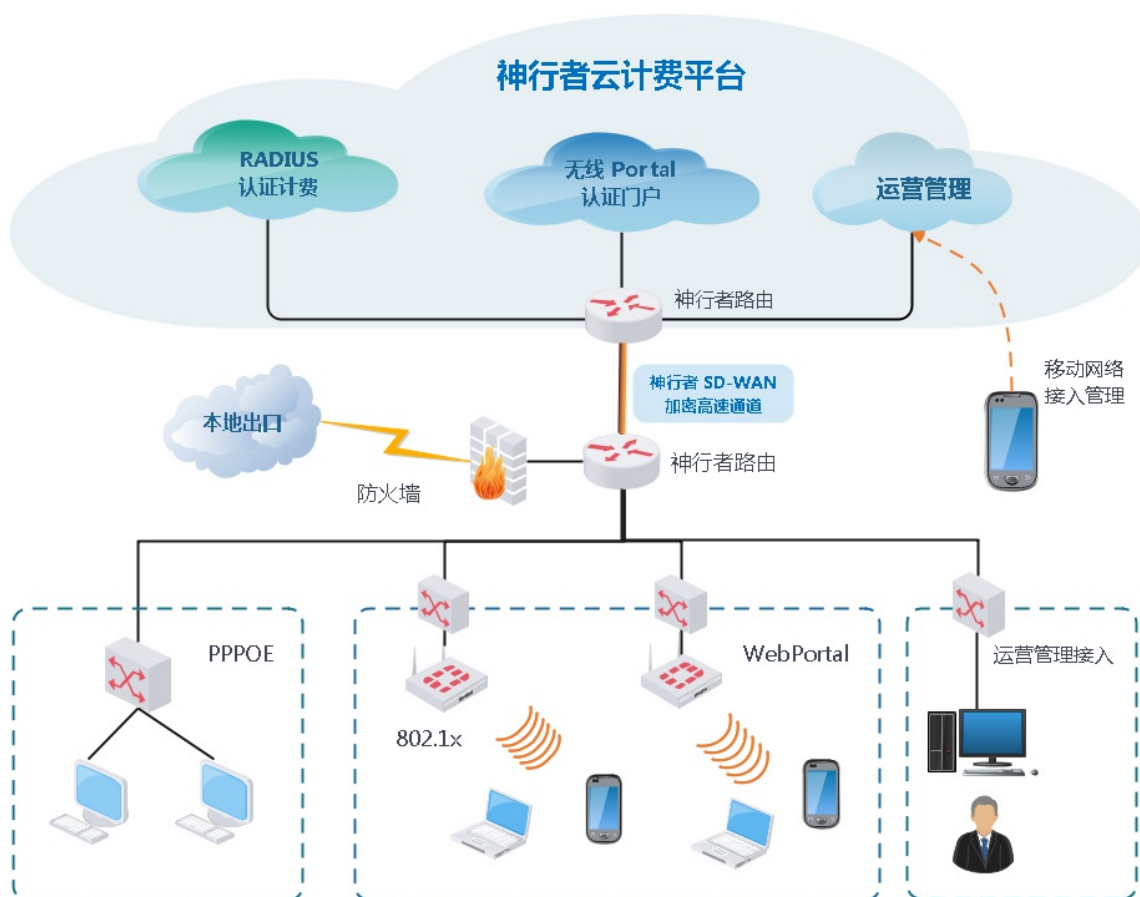 神行者云计费平台
RADIUS
认证计费
无线 Portal
认证门户
运营管理
神行者路由
神行者 SD-WAN
加密高速通道
移动网络
接入管理
本地出口
防火墙
神行者路由
PPPOE
802.1x
WebPortal
运营管理接入